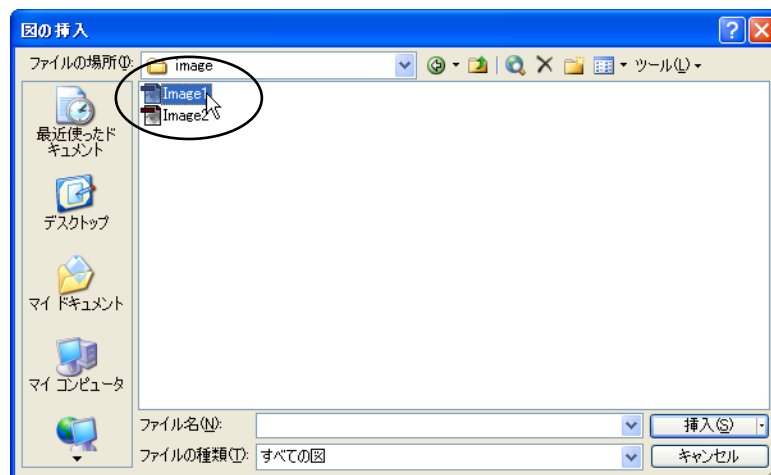 図の挿入
ファイルの場所(I):
image
ツール(L)
Image1
Image2
最近使ったド
キュメント
デスクトップ
マイ ドキュメント
マイ コンピュータ
ファイル名(N):
挿入(S)
ファイルの種類(T):
すべての図
キャンセル